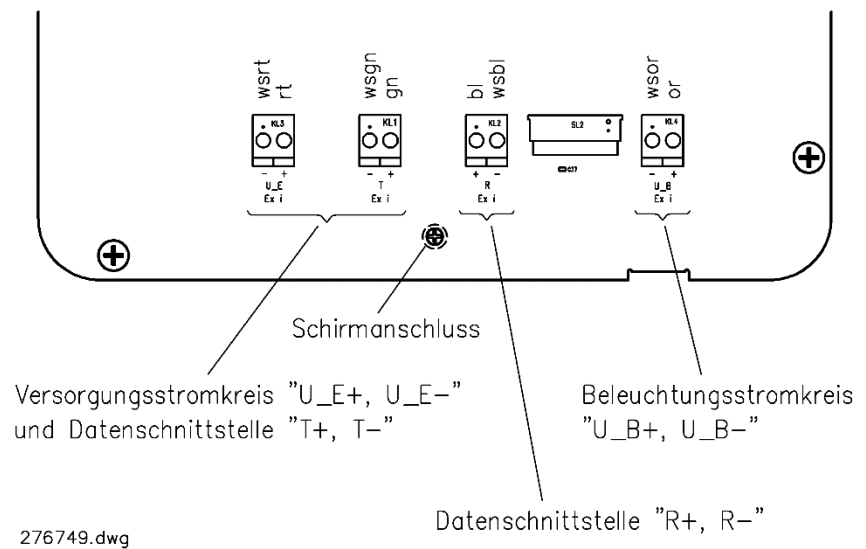 wsrt rt wsgn gn bl wsbl wsor or
KL3 KL1 KL2 SL2 KL4
- + - + + - C37 - +
U_E T R U_B
Ex i Ex i Ex i Ex i
Schirmanschluss
Versorgungsstromkreis "U_E+, U_E-"
und Datenschnittstelle "T+, T-"
Beleuchtungsstromkreis
"U_B+, U_B-"
Datenschnittstelle "R+, R-"
276749.dwg